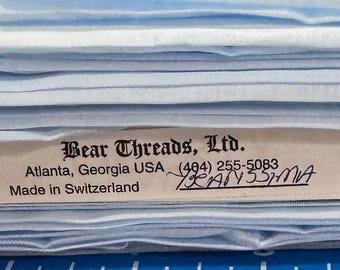 Bear Threads, Ltd.
Atlanta, Georgia USA (404) 255-5083
Made in Switzerland